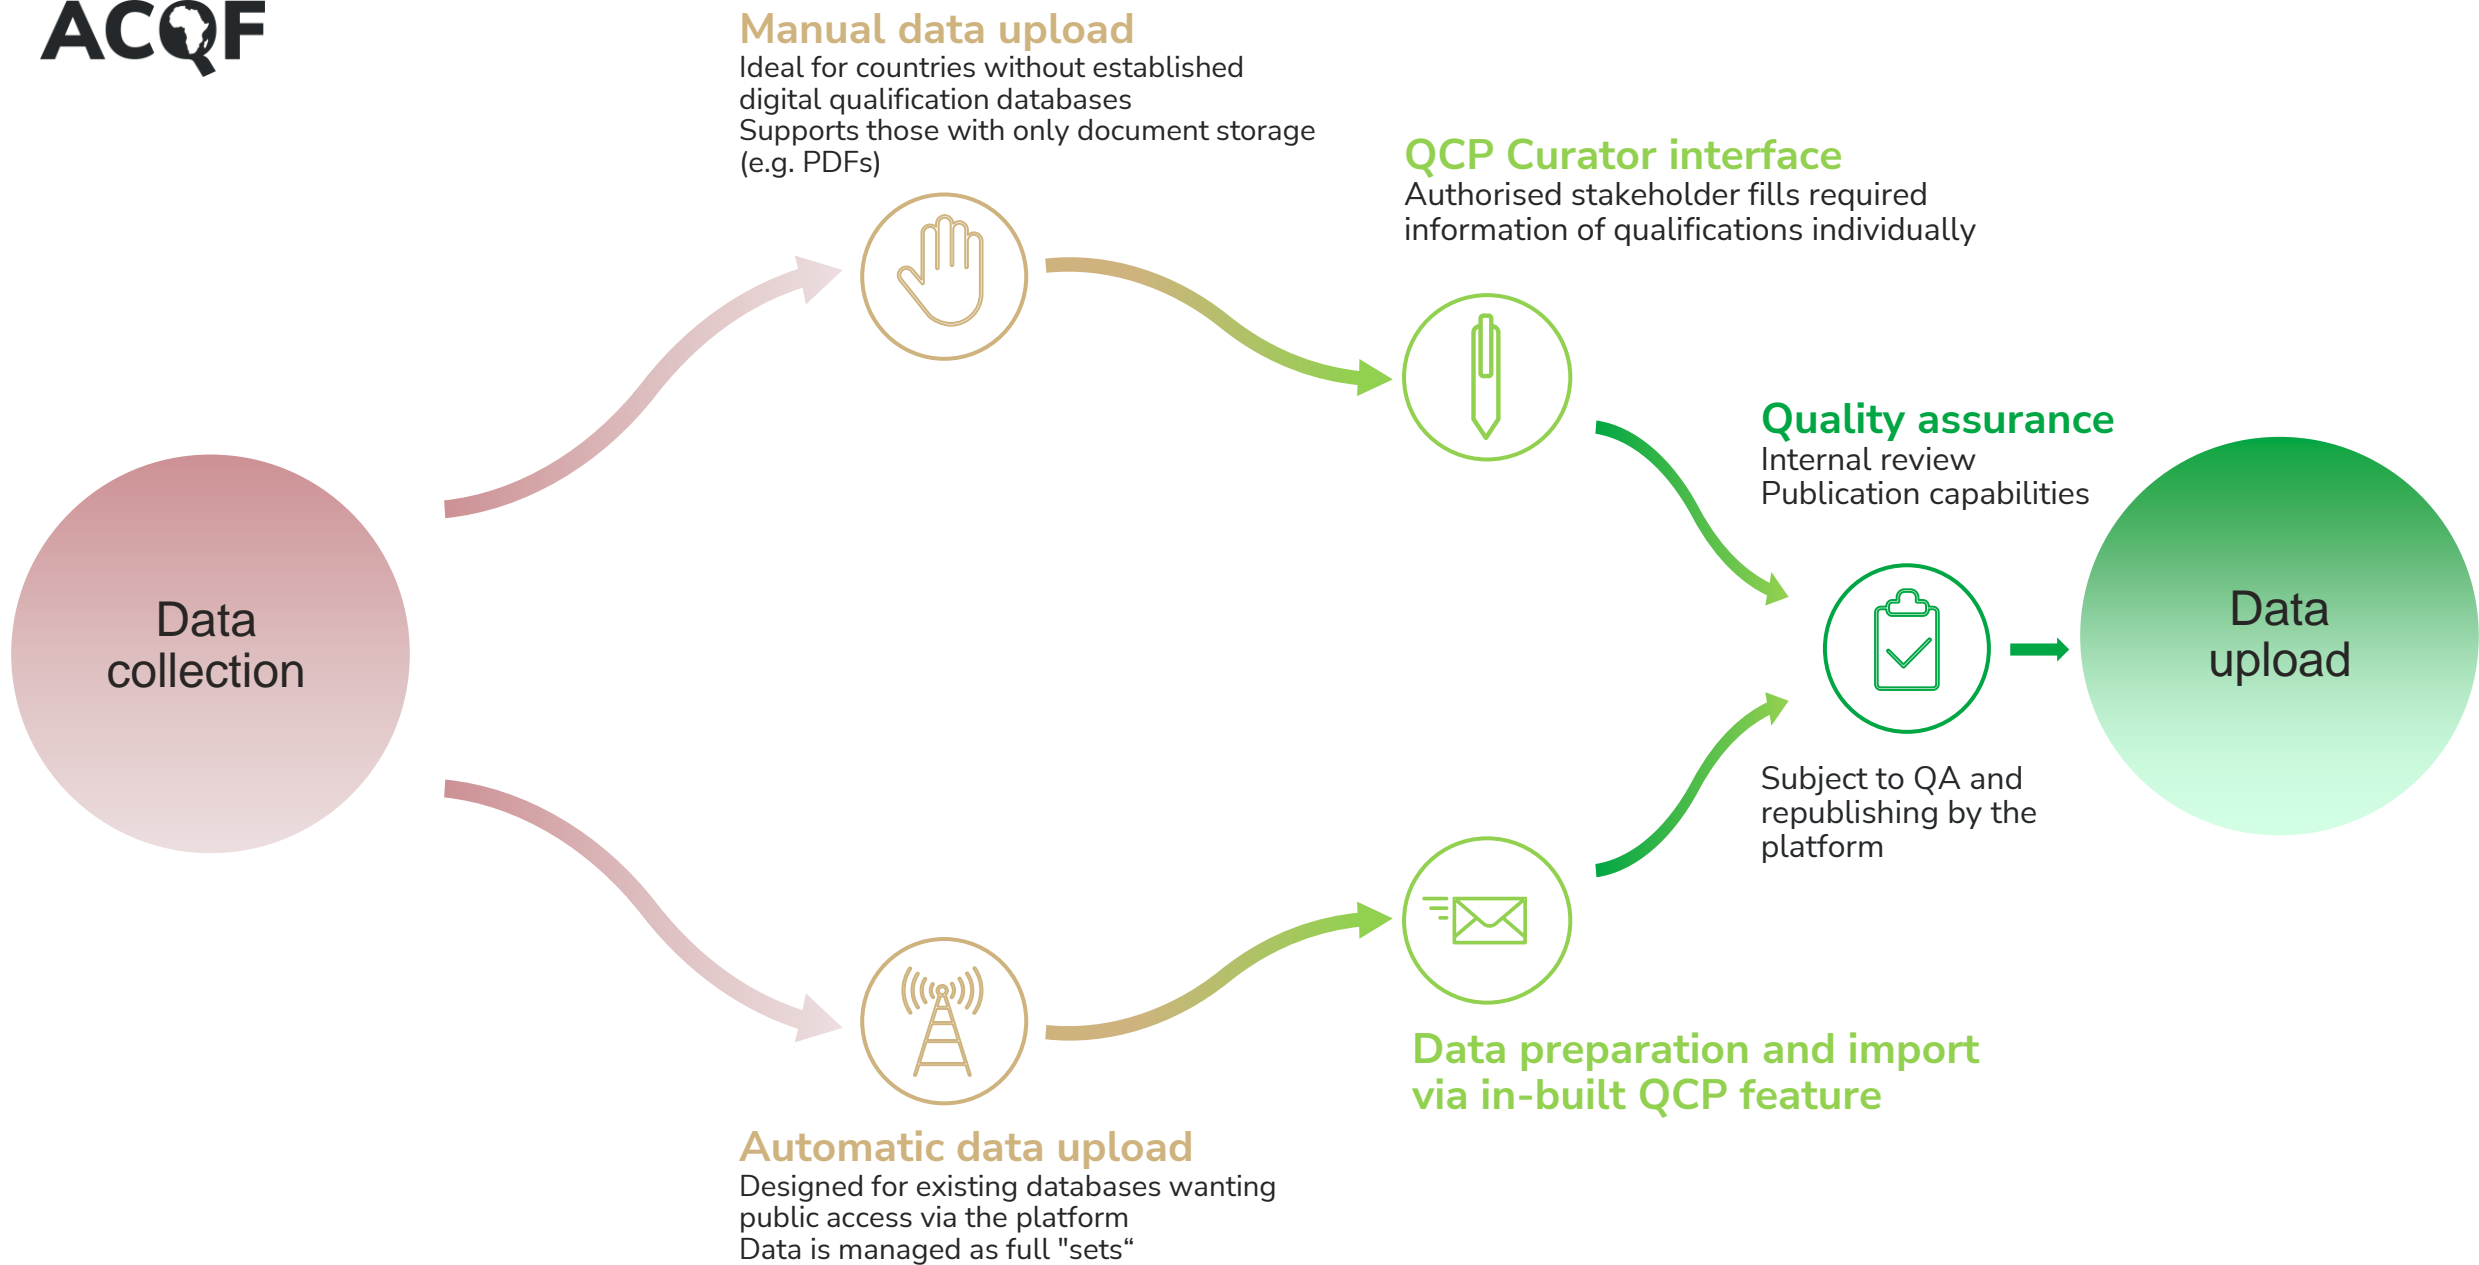 ACQF
Manual data upload
Ideal for countries without established
digital qualification databases
Supports those with only document storage
(e.g. PDFs)
QCP Curator interface
Authorised stakeholder fills required
information of qualifications individually
Quality assurance
Internal review
Publication capabilities
Data
collection
Data
upload
Subject to QA and
republishing by the
platform
Data preparation and import
via in-built QCP feature
Automatic data upload
Designed for existing databases wanting
public access via the platform
Data is managed as full "sets“